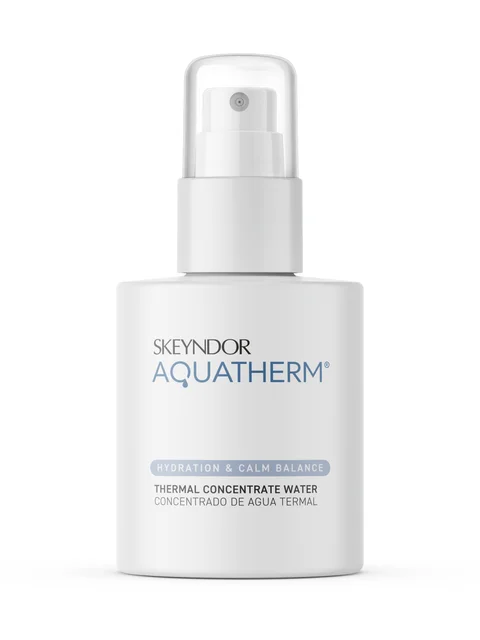 SKEYNDOR
AQUATHERM®
HYDRATION & CALM BALANCE
THERMAL CONCENTRATE WATER
CONCENTRADO DE AGUA TERMAL